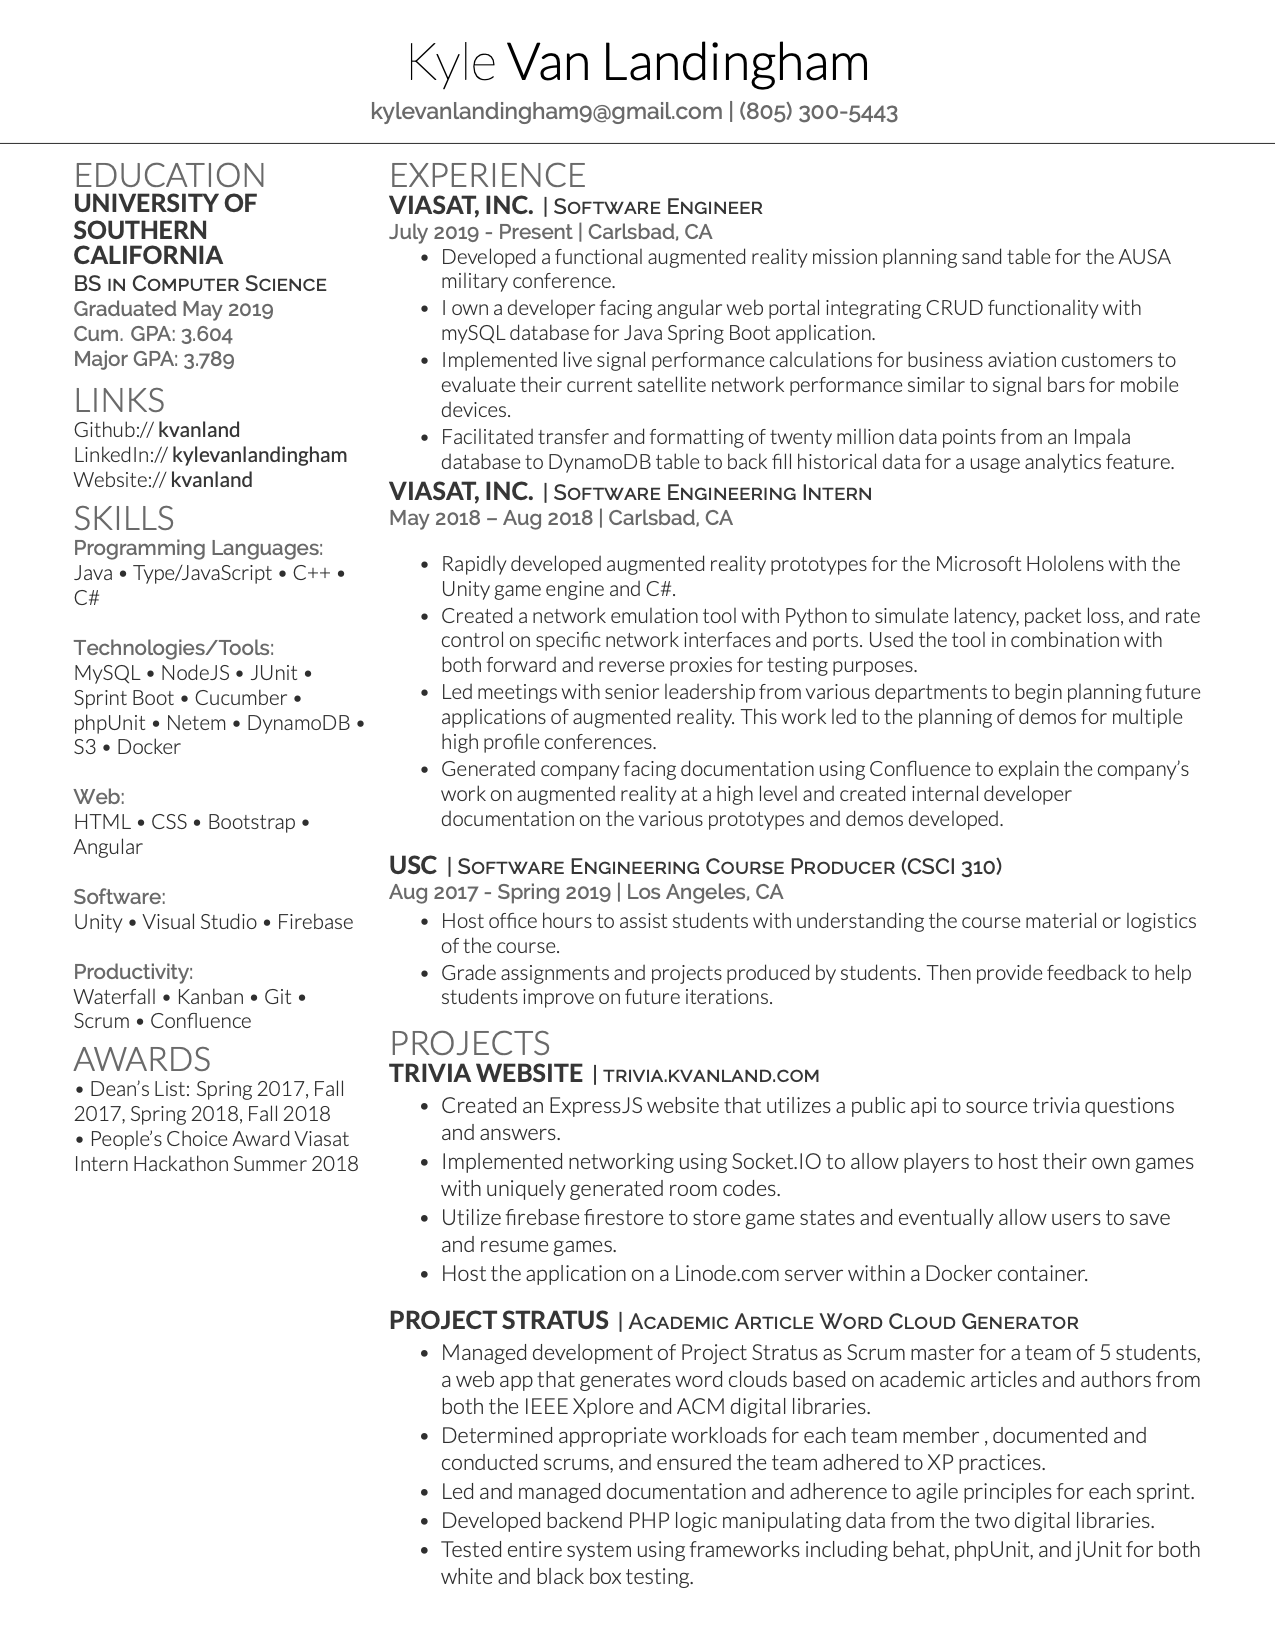 Kyle Van Landingham
kylevanlandingham9@gmail.com | (805) 300-5443
EDUCATION
UNIVERSITY OF
SOUTHERN
CALIFORNIA
BS in Computer Science
Graduated May 2019
Cum. GPA: 3.604
Major GPA: 3.789
LINKS
Github:// kvanland
LinkedIn:// kylevanlandingham
Website:// kvanland
SKILLS
Programming Languages:
Java • Type/JavaScript • C++ •
C#
Technologies/Tools:
MySQL • NodeJS • JUnit •
Sprint Boot • Cucumber •
phpUnit • Netem • DynamoDB •
S3 • Docker
Web:
HTML • CSS • Bootstrap •
Angular
Software:
Unity • Visual Studio • Firebase
Productivity:
Waterfall • Kanban • Git •
Scrum • Confluence
AWARDS
• Dean's List: Spring 2017, Fall
2017, Spring 2018, Fall 2018
• People's Choice Award Viasat
Intern Hackathon Summer 2018
EXPERIENCE
VIASAT, INC. | Software Engineer
July 2019 - Present | Carlsbad, CA
• Developed a functional augmented reality mission planning sand table for the AUSA
military conference.
• I own a developer facing angular web portal integrating CRUD functionality with
mySQL database for Java Spring Boot application.
• Implemented live signal performance calculations for business aviation customers to
evaluate their current satellite network performance similar to signal bars for mobile
devices.
• Facilitated transfer and formatting of twenty million data points from an Impala
database to DynamoDB table to back fill historical data for a usage analytics feature.
VIASAT, INC. | Software Engineering Intern
May 2018 – Aug 2018 | Carlsbad, CA
• Rapidly developed augmented reality prototypes for the Microsoft Hololens with the
Unity game engine and C#.
• Created a network emulation tool with Python to simulate latency, packet loss, and rate
control on specific network interfaces and ports. Used the tool in combination with
both forward and reverse proxies for testing purposes.
• Led meetings with senior leadership from various departments to begin planning future
applications of augmented reality. This work led to the planning of demos for multiple
high profile conferences.
• Generated company facing documentation using Confluence to explain the company's
work on augmented reality at a high level and created internal developer
documentation on the various prototypes and demos developed.
USC | Software Engineering Course Producer (CSCI 310)
Aug 2017 - Spring 2019 | Los Angeles, CA
• Host office hours to assist students with understanding the course material or logistics
of the course.
• Grade assignments and projects produced by students. Then provide feedback to help
students improve on future iterations.
PROJECTS
TRIVIA WEBSITE | trivia.kvanland.com
• Created an ExpressJS website that utilizes a public api to source trivia questions
and answers.
• Implemented networking using Socket.IO to allow players to host their own games
with uniquely generated room codes.
• Utilize firebase firestore to store game states and eventually allow users to save
and resume games.
• Host the application on a Linode.com server within a Docker container.
PROJECT STRATUS | Academic Article Word Cloud Generator
• Managed development of Project Stratus as Scrum master for a team of 5 students,
a web app that generates word clouds based on academic articles and authors from
both the IEEE Xplore and ACM digital libraries.
• Determined appropriate workloads for each team member , documented and
conducted scrums, and ensured the team adhered to XP practices.
• Led and managed documentation and adherence to agile principles for each sprint.
• Developed backend PHP logic manipulating data from the two digital libraries.
• Tested entire system using frameworks including behat, phpUnit, and jUnit for both
white and black box testing.